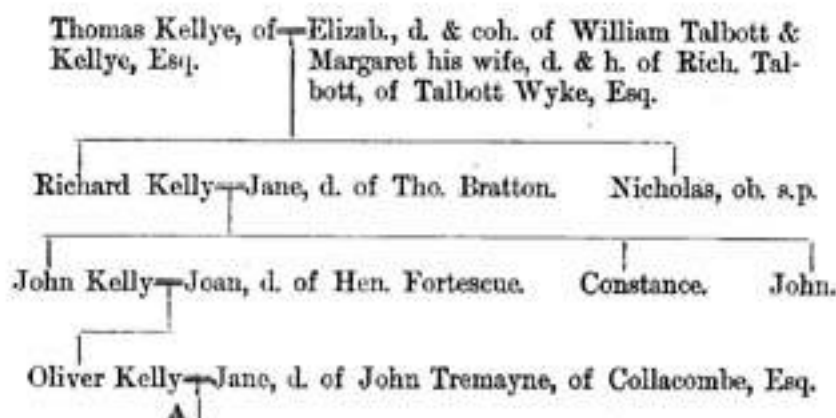 Thomas Kellye, of Elizab., d. & coh. of William Talbott &
Kellye, Esq. Margaret his wife, d. & h. of Rich. Tal-
bott, of Talbott Wyke, Esq.
Richard Kelly Jane, d. of Tho. Bratton. Nicholas, ob. s.p.
John Kelly Joan, d. of Hen. Fortescue. Constance. John.
Oliver Kelly Jane, d. of John Tremayne, of Collacombe, Esq.
A